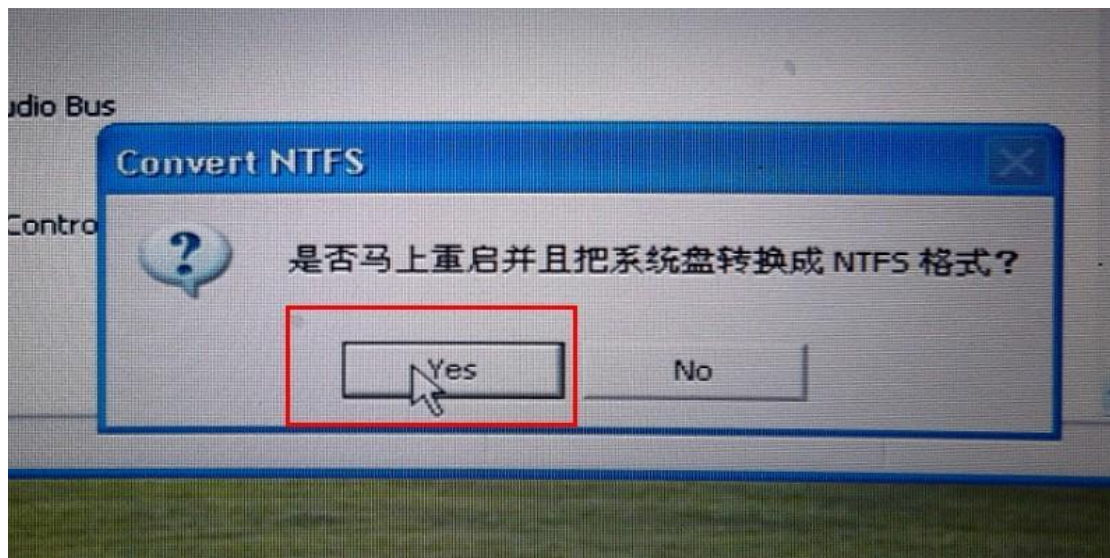 udio Bus
Convert NTFS
Contro
是否马上重启并且把系统盘转换成 NTFS 格式？
Yes
No